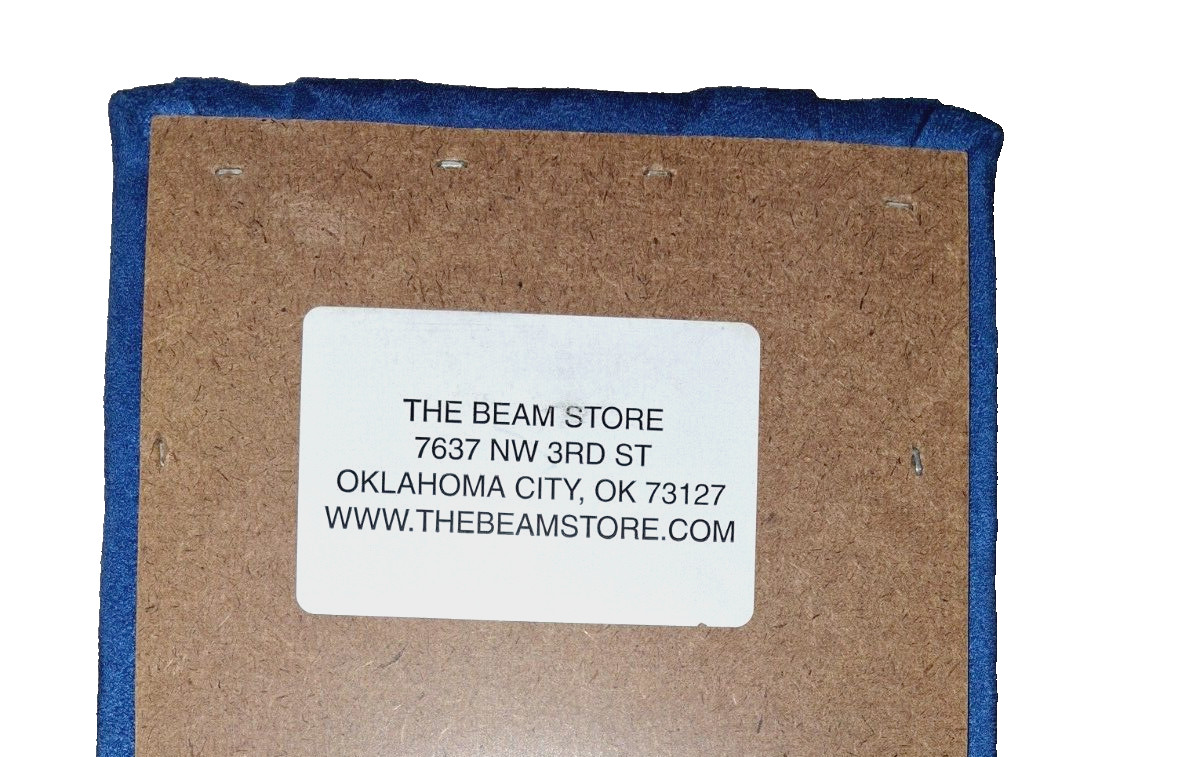 THE BEAM STORE
7637 NW 3RD ST
OKLAHOMA CITY, OK 73127
WWW.THEBEAMSTORE.COM